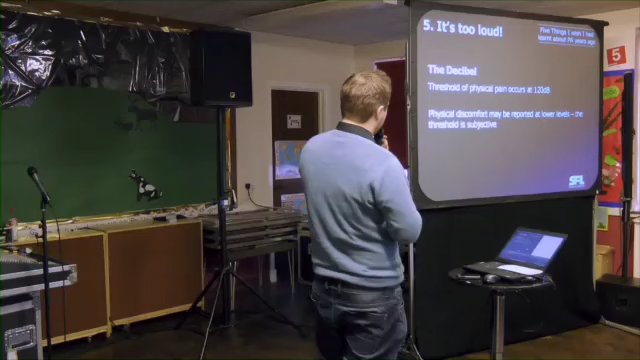 5. It's too loud!
Five Things I wish I had
learnt about PA years ago
The Decibel
Threshold of physical pain occurs at 120dB
Physical discomfort may be reported at lower levels – the
threshold is subjective
SFL
5